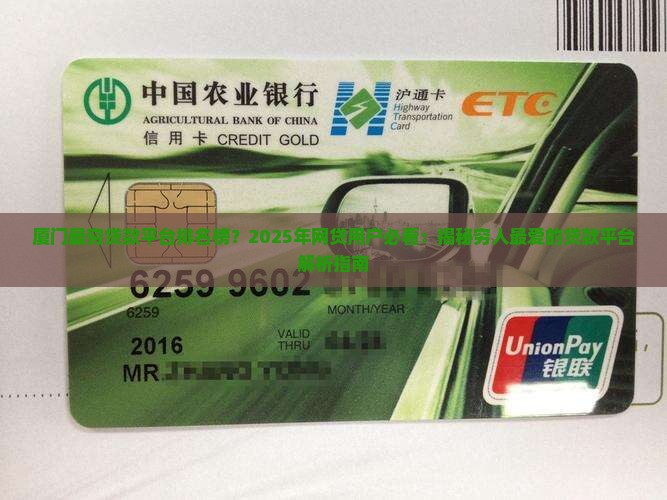 中国农业银行
AGRICULTURAL BANK OF CHINA
信用卡 CREDIT GOLD
沪通卡
Highway
Transportation
Card
ETC
厦门最伺贷款平台排名榜？2025年网贷用户必看：揭秘穷人最爱的贷款平台
解析指南
6259 9602
6259
MONTH/YEAR
2016
VALID
THRU
MR
UnionPay
银联